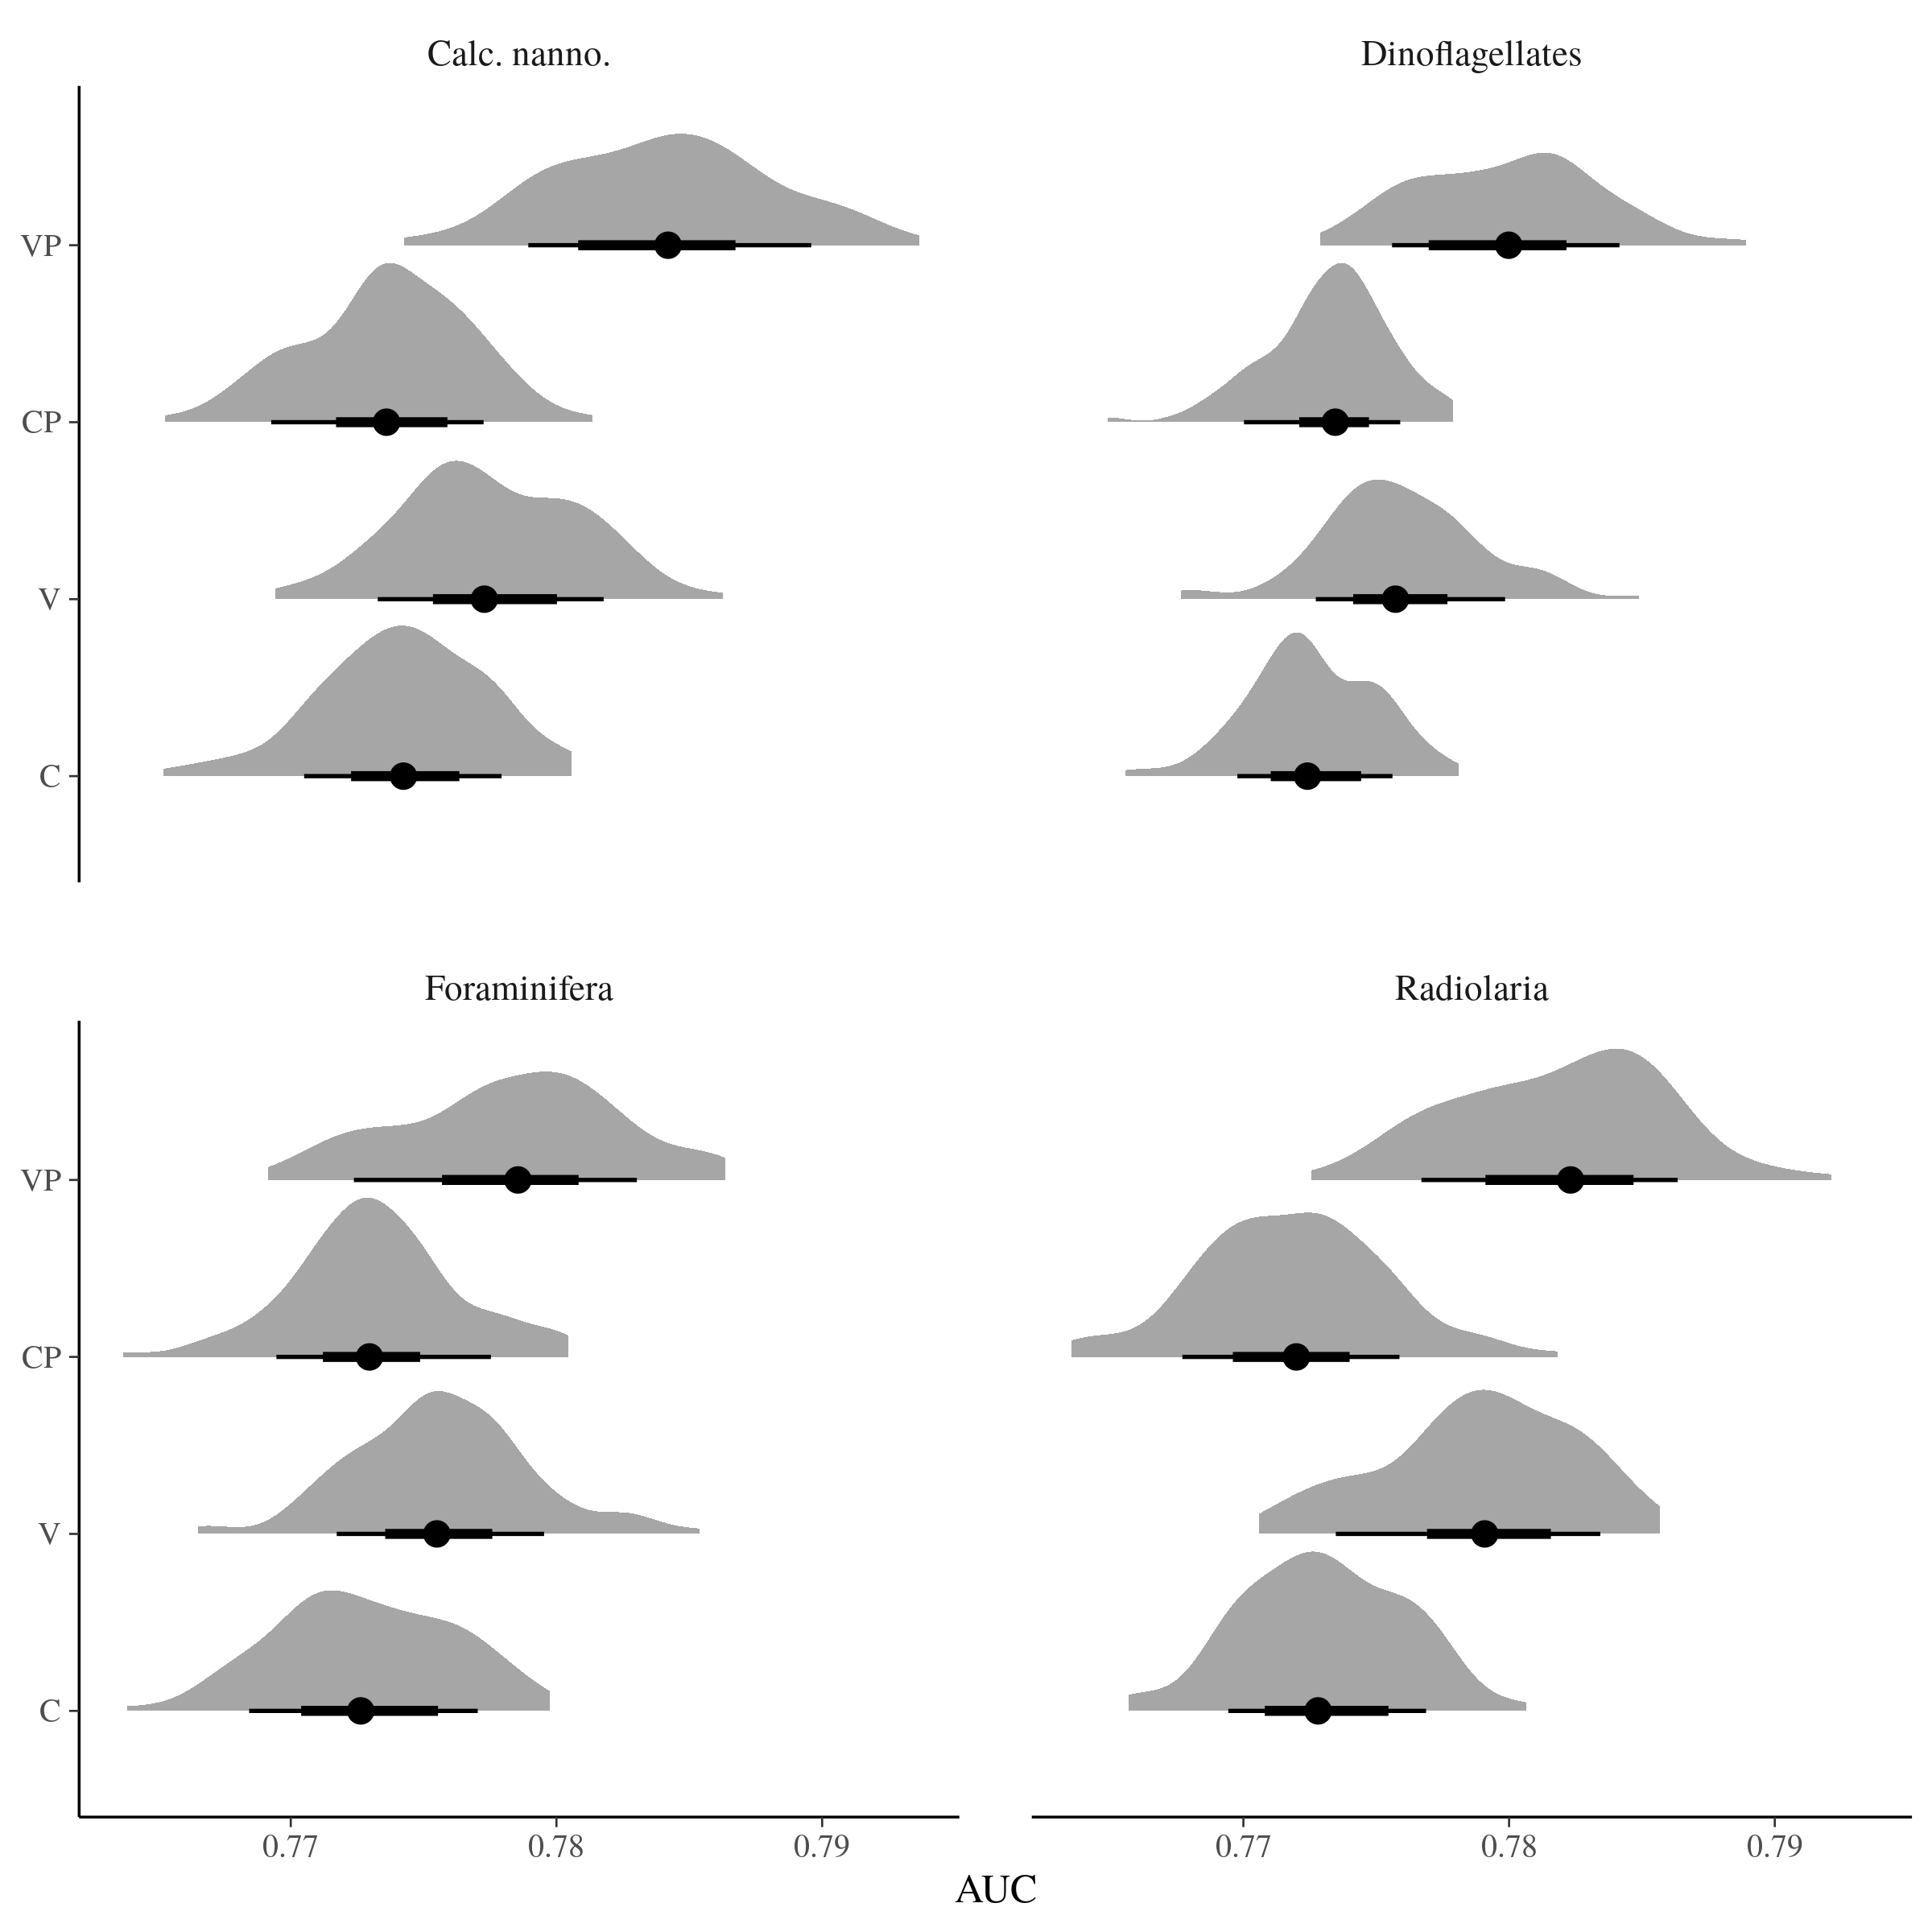 Calc. nanno.
Dinoflagellates
VP
CP
V
C
Foraminifera
Radiolaria
VP
CP
V
C
0.77 0.78 0.79 0.77 0.78 0.79
AUC